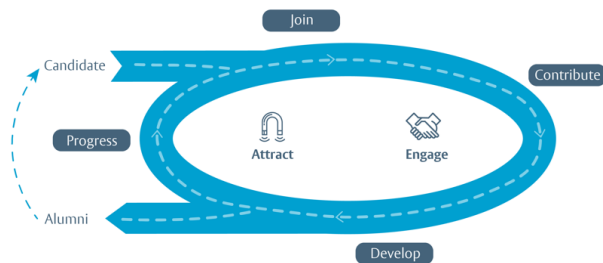 Join
Candidate
Contribute
Progress
Attract
Engage
Alumni
Develop